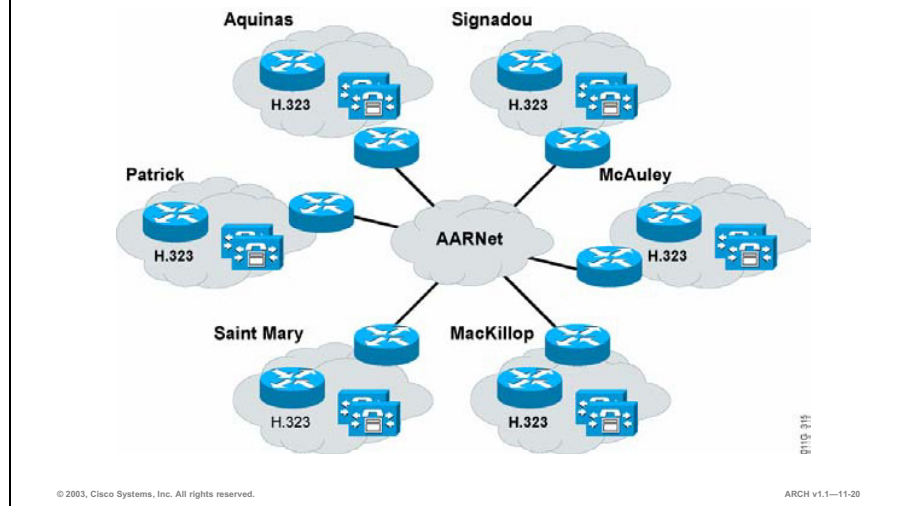 Aquinas
Signadou
H.323
H.323
Patrick
McAuley
H.323
AARNet
H.323
Saint Mary
MacKillop
H.323
H.323
011G_315
© 2003, Cisco Systems, Inc. All rights reserved.
ARCH v1.1—11-20